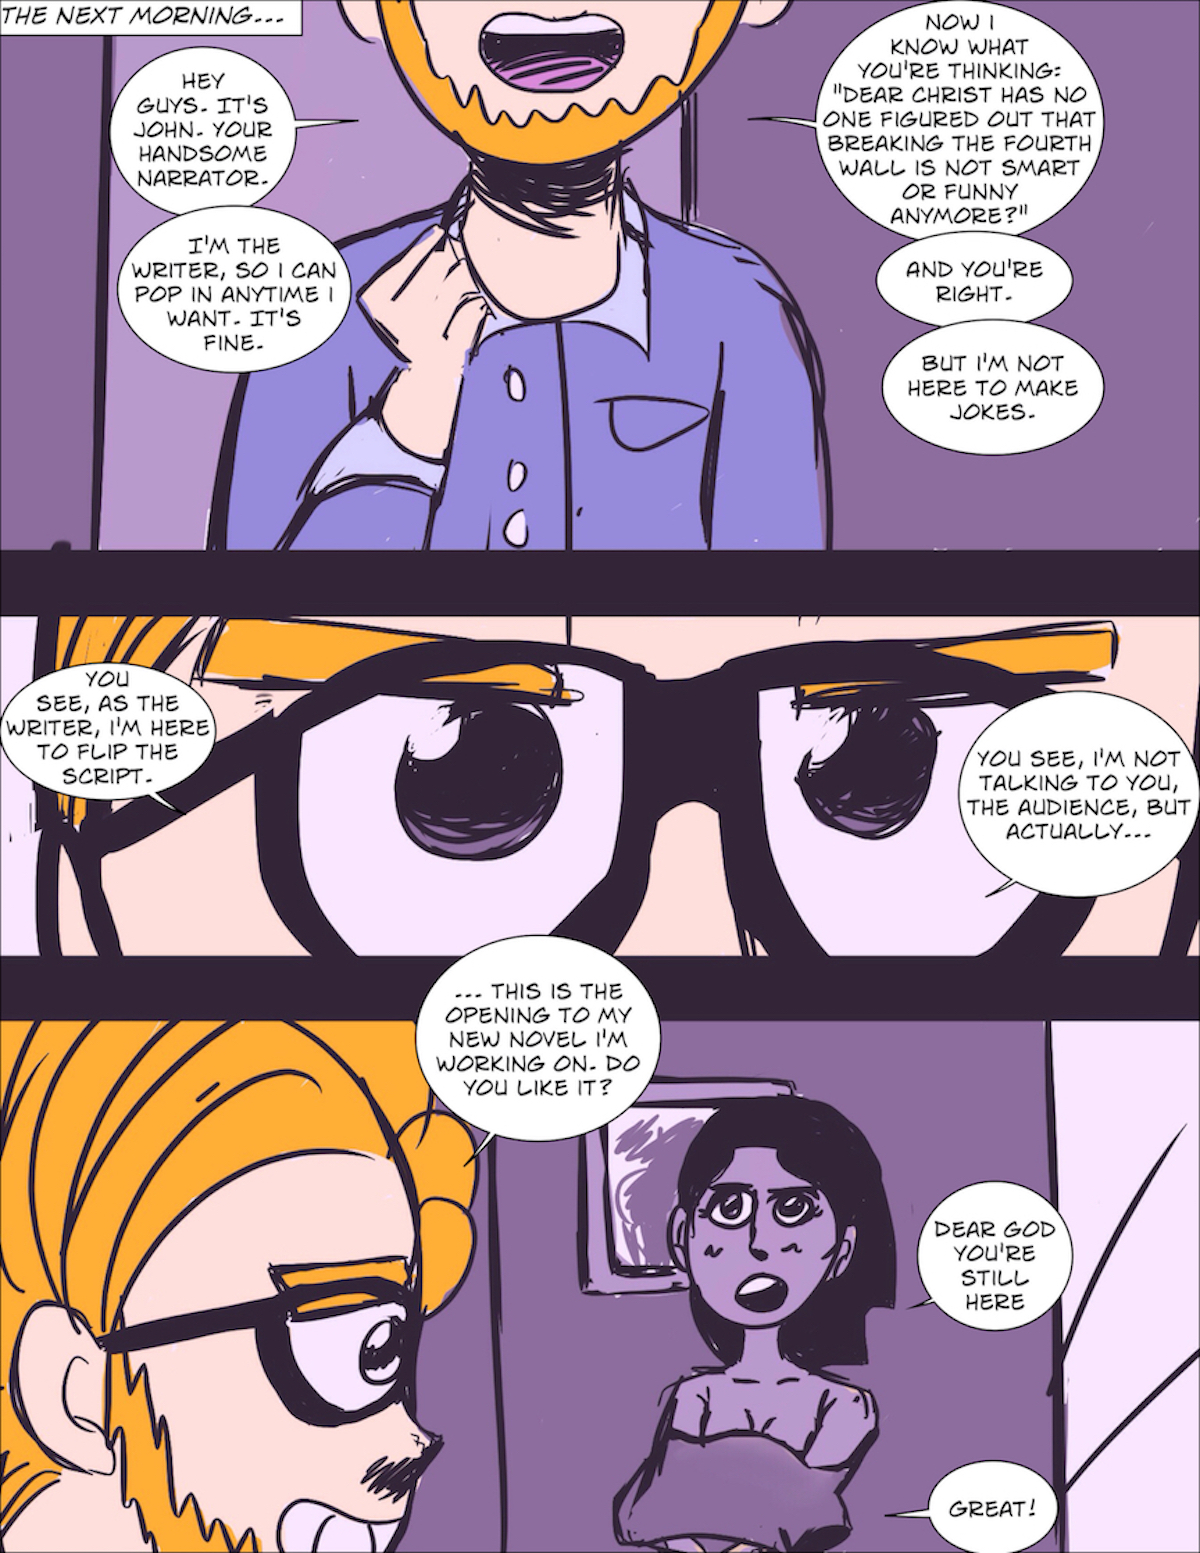 THE NEXT MORNING...
HEY
GUYS. IT'S
JOHN. YOUR
HANDSOME
NARRATOR.
I'M THE
WRITER, SO I CAN
POP IN ANYTIME I
WANT. IT'S
FINE.
NOW I
KNOW WHAT
YOU'RE THINKING:
"DEAR CHRIST HAS NO
ONE FIGURED OUT THAT
BREAKING THE FOURTH
WALL IS NOT SMART
OR FUNNY
ANYMORE?"
AND YOU'RE
RIGHT.
BUT I'M NOT
HERE TO MAKE
JOKES.
YOU
SEE, AS THE
WRITER, I'M HERE
TO FLIP THE
SCRIPT.
YOU SEE, I'M NOT
TALKING TO YOU,
THE AUDIENCE, BUT
ACTUALLY...
... THIS IS THE
OPENING TO MY
NEW NOVEL I'M
WORKING ON. DO
YOU LIKE IT?
DEAR GOD
YOU'RE
STILL
HERE
GREAT!